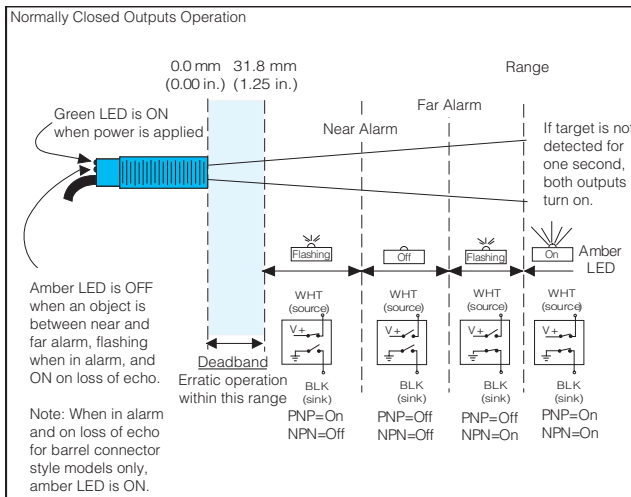 Normally Closed Outputs Operation
0.0 mm 31.8 mm
(0.00 in.) (1.25 in.)
Range
Far Alarm
Near Alarm
Green LED is ON
when power is applied
If target is not
detected for
one second,
both outputs
turn on.
Flashing
Off
Flashing
On
Amber
LED
Amber LED is OFF
when an object is
between near and
far alarm, flashing
when in alarm, and
ON on loss of echo.
Note: When in alarm
and on loss of echo
for barrel connector
style models only,
amber LED is ON.
Deadband
Erratic operation
within this range
WHT
(source)
V+
BLK
(sink)
PNP=On
NPN=Off
WHT
(source)
V+
BLK
(sink)
PNP=Off
NPN=Off
WHT
(source)
V+
BLK
(sink)
PNP=Off
NPN=On
WHT
(source)
V+
BLK
(sink)
PNP=On
NPN=On